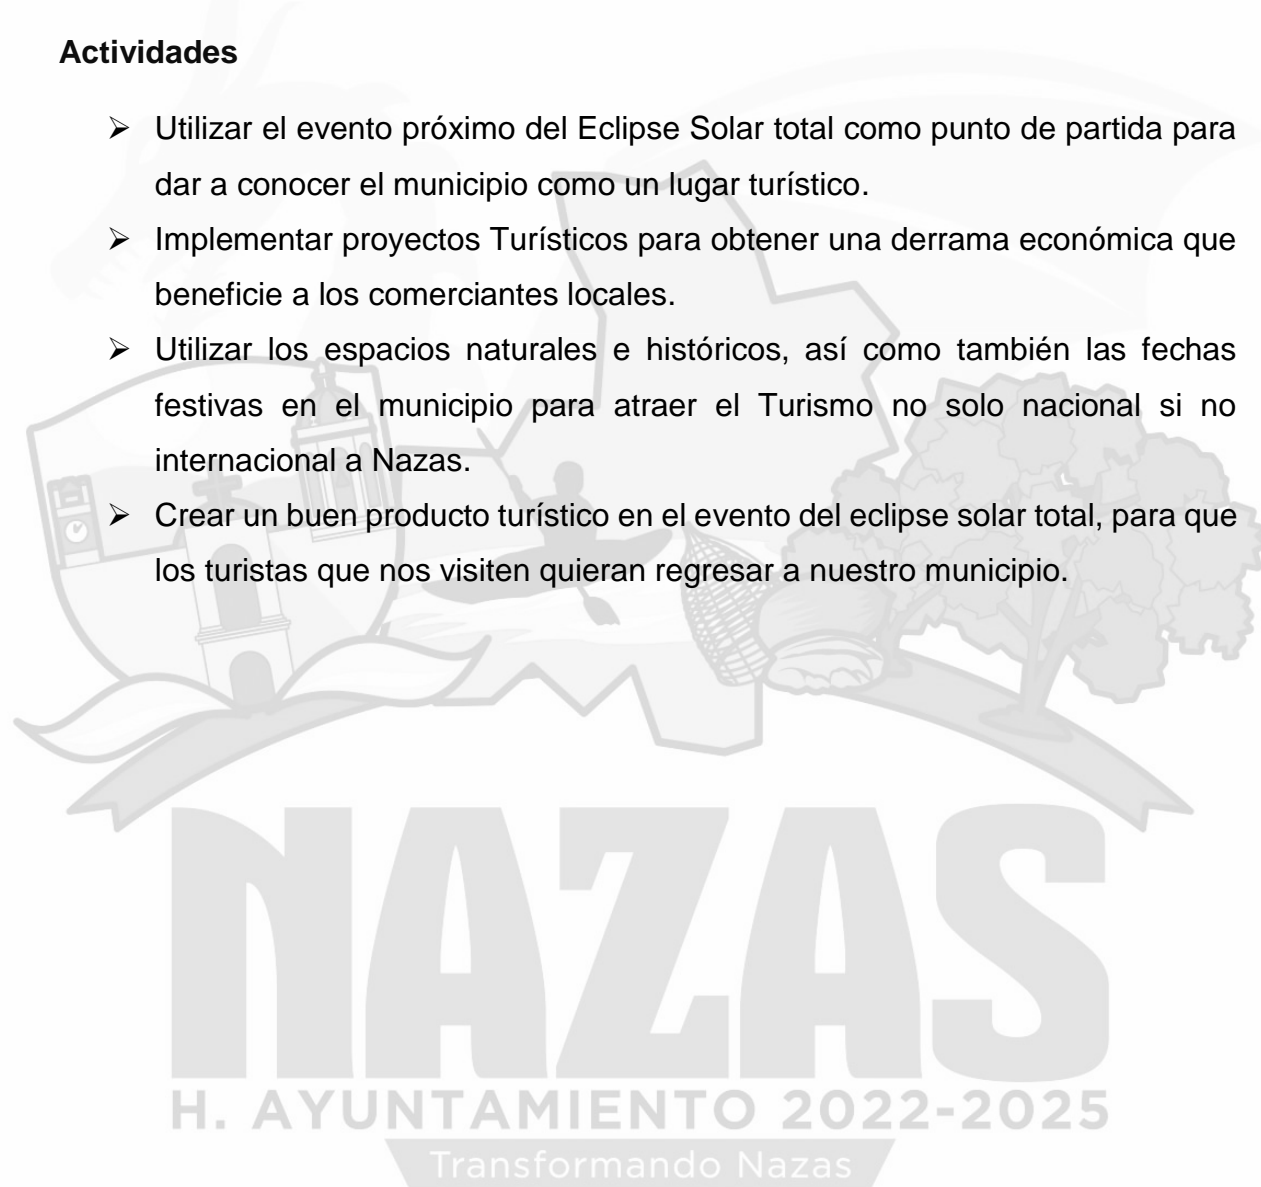 Actividades
➢ Utilizar el evento próximo del Eclipse Solar total como punto de partida para
dar a conocer el municipio como un lugar turístico.
➢ Implementar proyectos Turísticos para obtener una derrama económica que
beneficie a los comerciantes locales.
➢ Utilizar los espacios naturales e históricos, así como también las fechas
festivas en el municipio para atraer el Turismo no solo nacional si no
internacional a Nazas.
➢ Crear un buen producto turístico en el evento del eclipse solar total, para que
los turistas que nos visiten quieran regresar a nuestro municipio.
NAZAS
H. AYUNTAMIENTO 2022-2025
Transformando Nazas